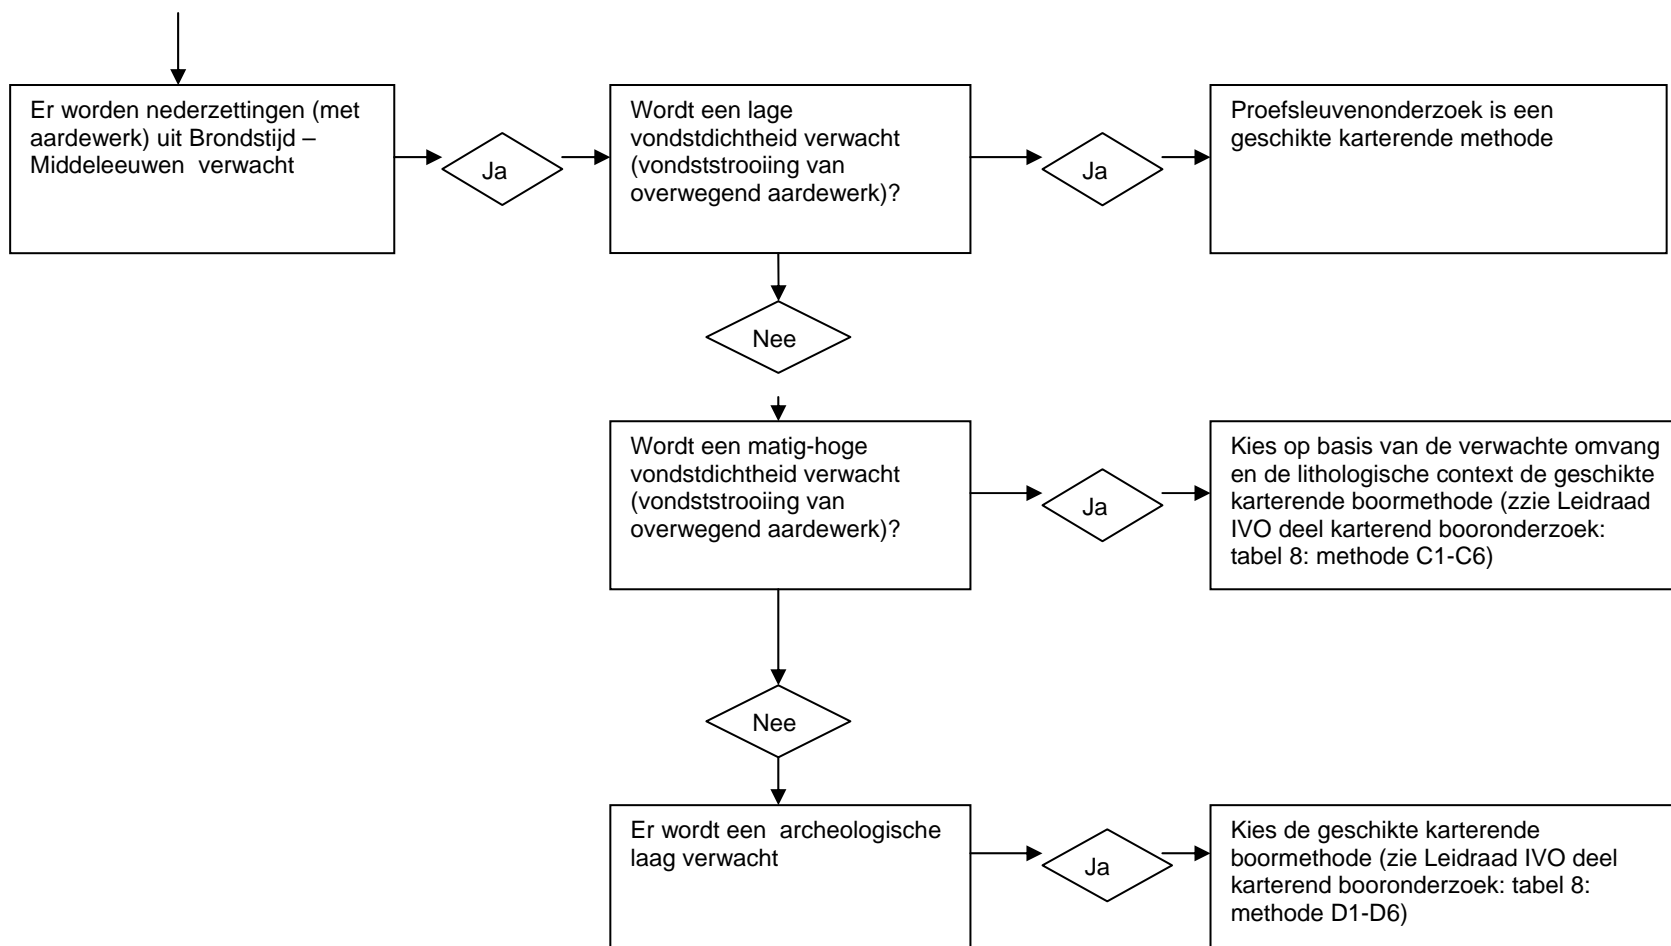 Er worden nederzettingen (met
aardewerk) uit Brondstijd –
Middeleeuwen verwacht
Ja
Wordt een lage
vondstdichtheid verwacht
(vondststrooiing van
overwegend aardewerk)?
Ja
Proefsleuvenonderzoek is een
geschikte karterende methode
Nee
Wordt een matig-hoge
vondstdichtheid verwacht
(vondststrooiing van
overwegend aardewerk)?
Ja
Kies op basis van de verwachte omvang
en de lithologische context de geschikte
karterende boormethode (zzie Leidraad
IVO deel karterend booronderzoek:
tabel 8: methode C1-C6)
Nee
Er wordt een archeologische
laag verwacht
Ja
Kies de geschikte karterende
boormethode (zie Leidraad IVO deel
karterend booronderzoek: tabel 8:
methode D1-D6)